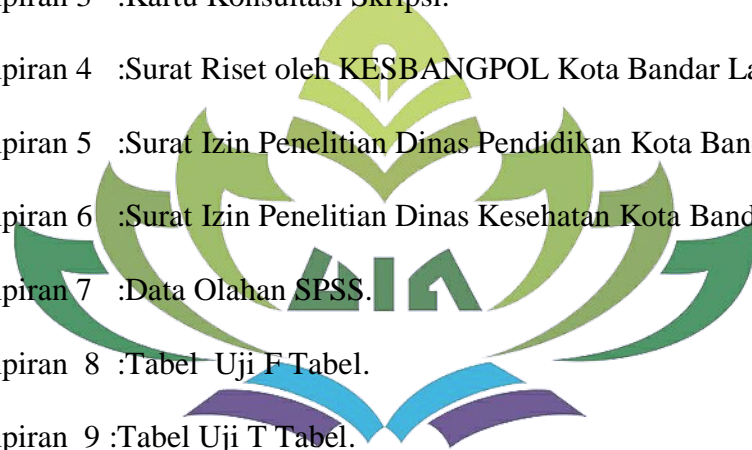 piran 3 :Kartu Konsultasi Skripsi.
piran 4 :Surat Riset oleh KESBANGPOL Kota Bandar La
piran 5 :Surat Izin Penelitian Dinas Pendidikan Kota Ban
piran 6 :Surat Izin Penelitian Dinas Kesehatan Kota Band
piran 7 :Data Olahan SPSS.
piran 8 :Tabel Uji F Tabel.
piran 9 :Tabel Uji T Tabel.